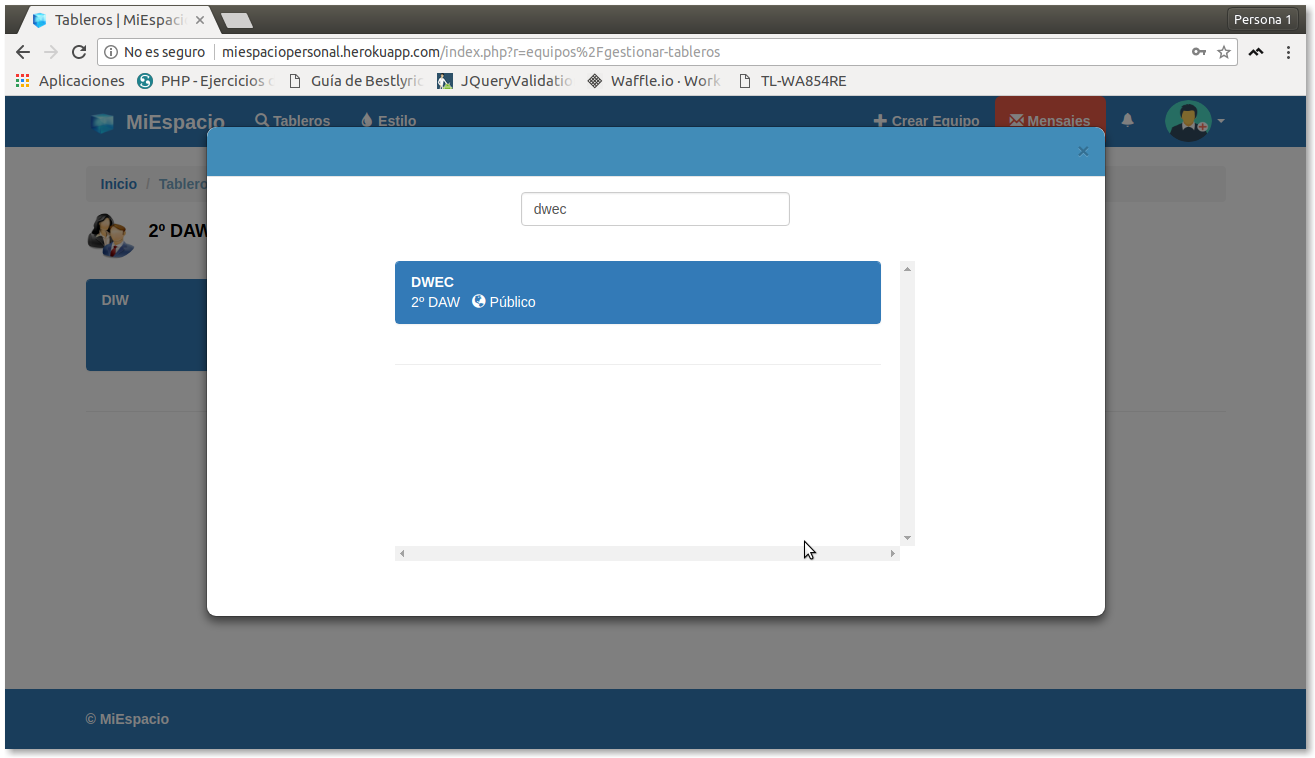 Tableros | MiEspaci
Persona 1
No es seguro miespaciopersonal.herokuapp.com/index.php?r=equipos%2Fgestionar-tableros
Aplicaciones PHP - Ejercicios Guía de Bestlyric JQueryValidatio Waffle.io · Work TL-WA854RE
MiEspacio Tableros Estilo Crear Equipo Mensajes
×
Inicio / Tablero
dwec
2º DAW
DWEC
2º DAW Público
DIW
© MiEspacio